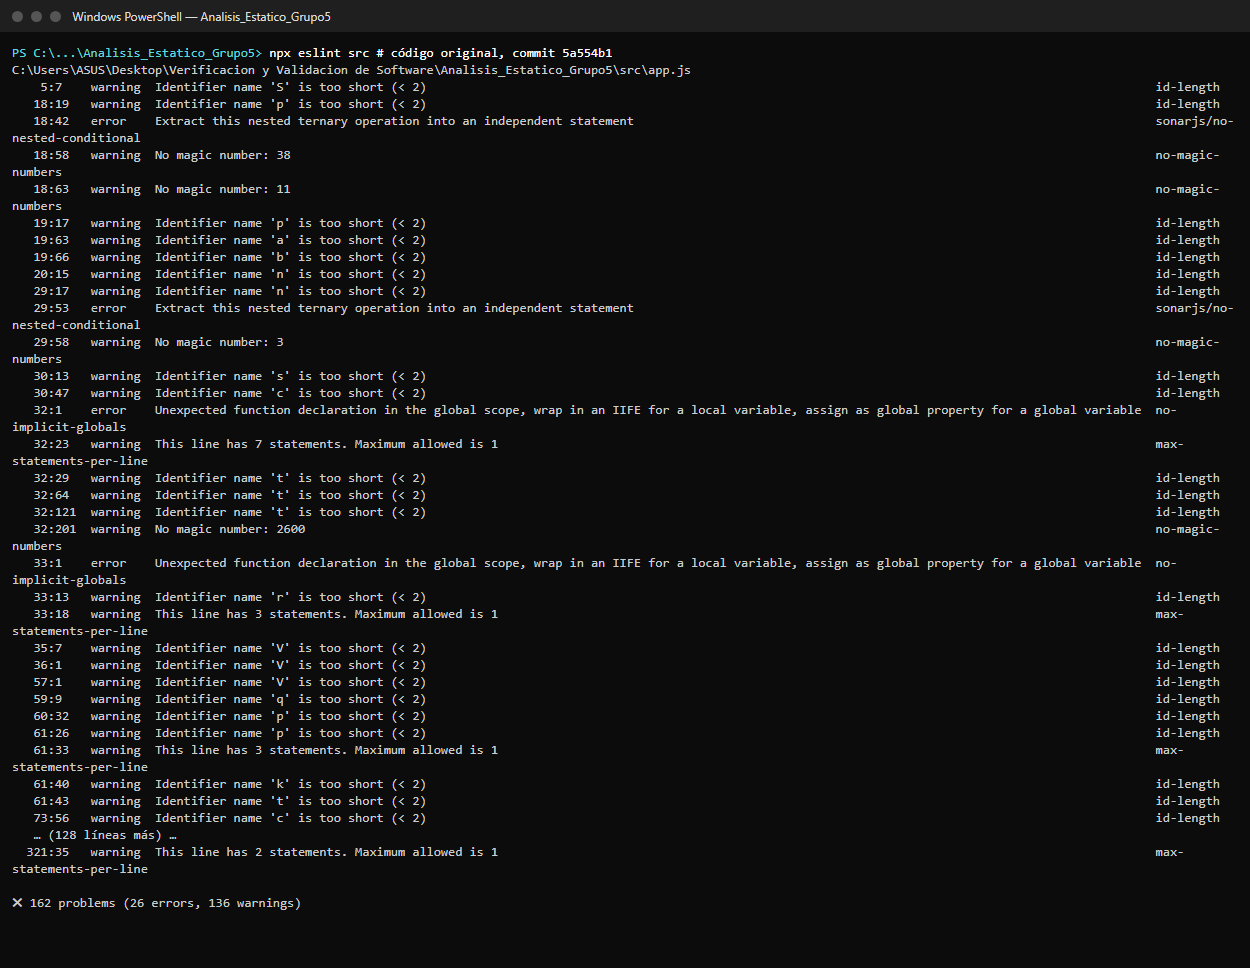 Windows PowerShell — Analisis_Estatico_Grupo5
PS C:\...\Analisis_Estatico_Grupo5> npx eslint src # código original, commit 5a554b1
C:\Users\ASUS\Desktop\Verificacion y Validacion de Software\Analisis_Estatico_Grupo5\src\app.js
5:7 warning Identifier name 'S' is too short (< 2) id-length
18:19 warning Identifier name 'p' is too short (< 2) id-length
18:42 error Extract this nested ternary operation into an independent statement sonarjs/no-
nested-conditional
18:58 warning No magic number: 38 no-magic-
numbers
18:63 warning No magic number: 11 no-magic-
numbers
19:17 warning Identifier name 'p' is too short (< 2) id-length
19:63 warning Identifier name 'a' is too short (< 2) id-length
19:66 warning Identifier name 'b' is too short (< 2) id-length
20:15 warning Identifier name 'n' is too short (< 2) id-length
29:17 warning Identifier name 'n' is too short (< 2) id-length
29:53 error Extract this nested ternary operation into an independent statement sonarjs/no-
nested-conditional
29:58 warning No magic number: 3 no-magic-
numbers
30:13 warning Identifier name 's' is too short (< 2) id-length
30:47 warning Identifier name 'c' is too short (< 2) id-length
32:1 error Unexpected function declaration in the global scope, wrap in an IIFE for a local variable, assign as global property for a global variable no-
implicit-globals
32:23 warning This line has 7 statements. Maximum allowed is 1 max-
statements-per-line
32:29 warning Identifier name 't' is too short (< 2) id-length
32:64 warning Identifier name 't' is too short (< 2) id-length
32:121 warning Identifier name 't' is too short (< 2) id-length
32:201 warning No magic number: 2600 no-magic-
numbers
33:1 error Unexpected function declaration in the global scope, wrap in an IIFE for a local variable, assign as global property for a global variable no-
implicit-globals
33:13 warning Identifier name 'r' is too short (< 2) id-length
33:18 warning This line has 3 statements. Maximum allowed is 1 max-
statements-per-line
35:7 warning Identifier name 'V' is too short (< 2) id-length
36:1 warning Identifier name 'V' is too short (< 2) id-length
57:1 warning Identifier name 'V' is too short (< 2) id-length
59:9 warning Identifier name 'q' is too short (< 2) id-length
60:32 warning Identifier name 'p' is too short (< 2) id-length
61:26 warning Identifier name 'p' is too short (< 2) id-length
61:33 warning This line has 3 statements. Maximum allowed is 1 max-
statements-per-line
61:40 warning Identifier name 'k' is too short (< 2) id-length
61:43 warning Identifier name 't' is too short (< 2) id-length
73:56 warning Identifier name 'c' is too short (< 2) id-length
… (128 líneas más) …
321:35 warning This line has 2 statements. Maximum allowed is 1 max-
statements-per-line
✕ 162 problems (26 errors, 136 warnings)